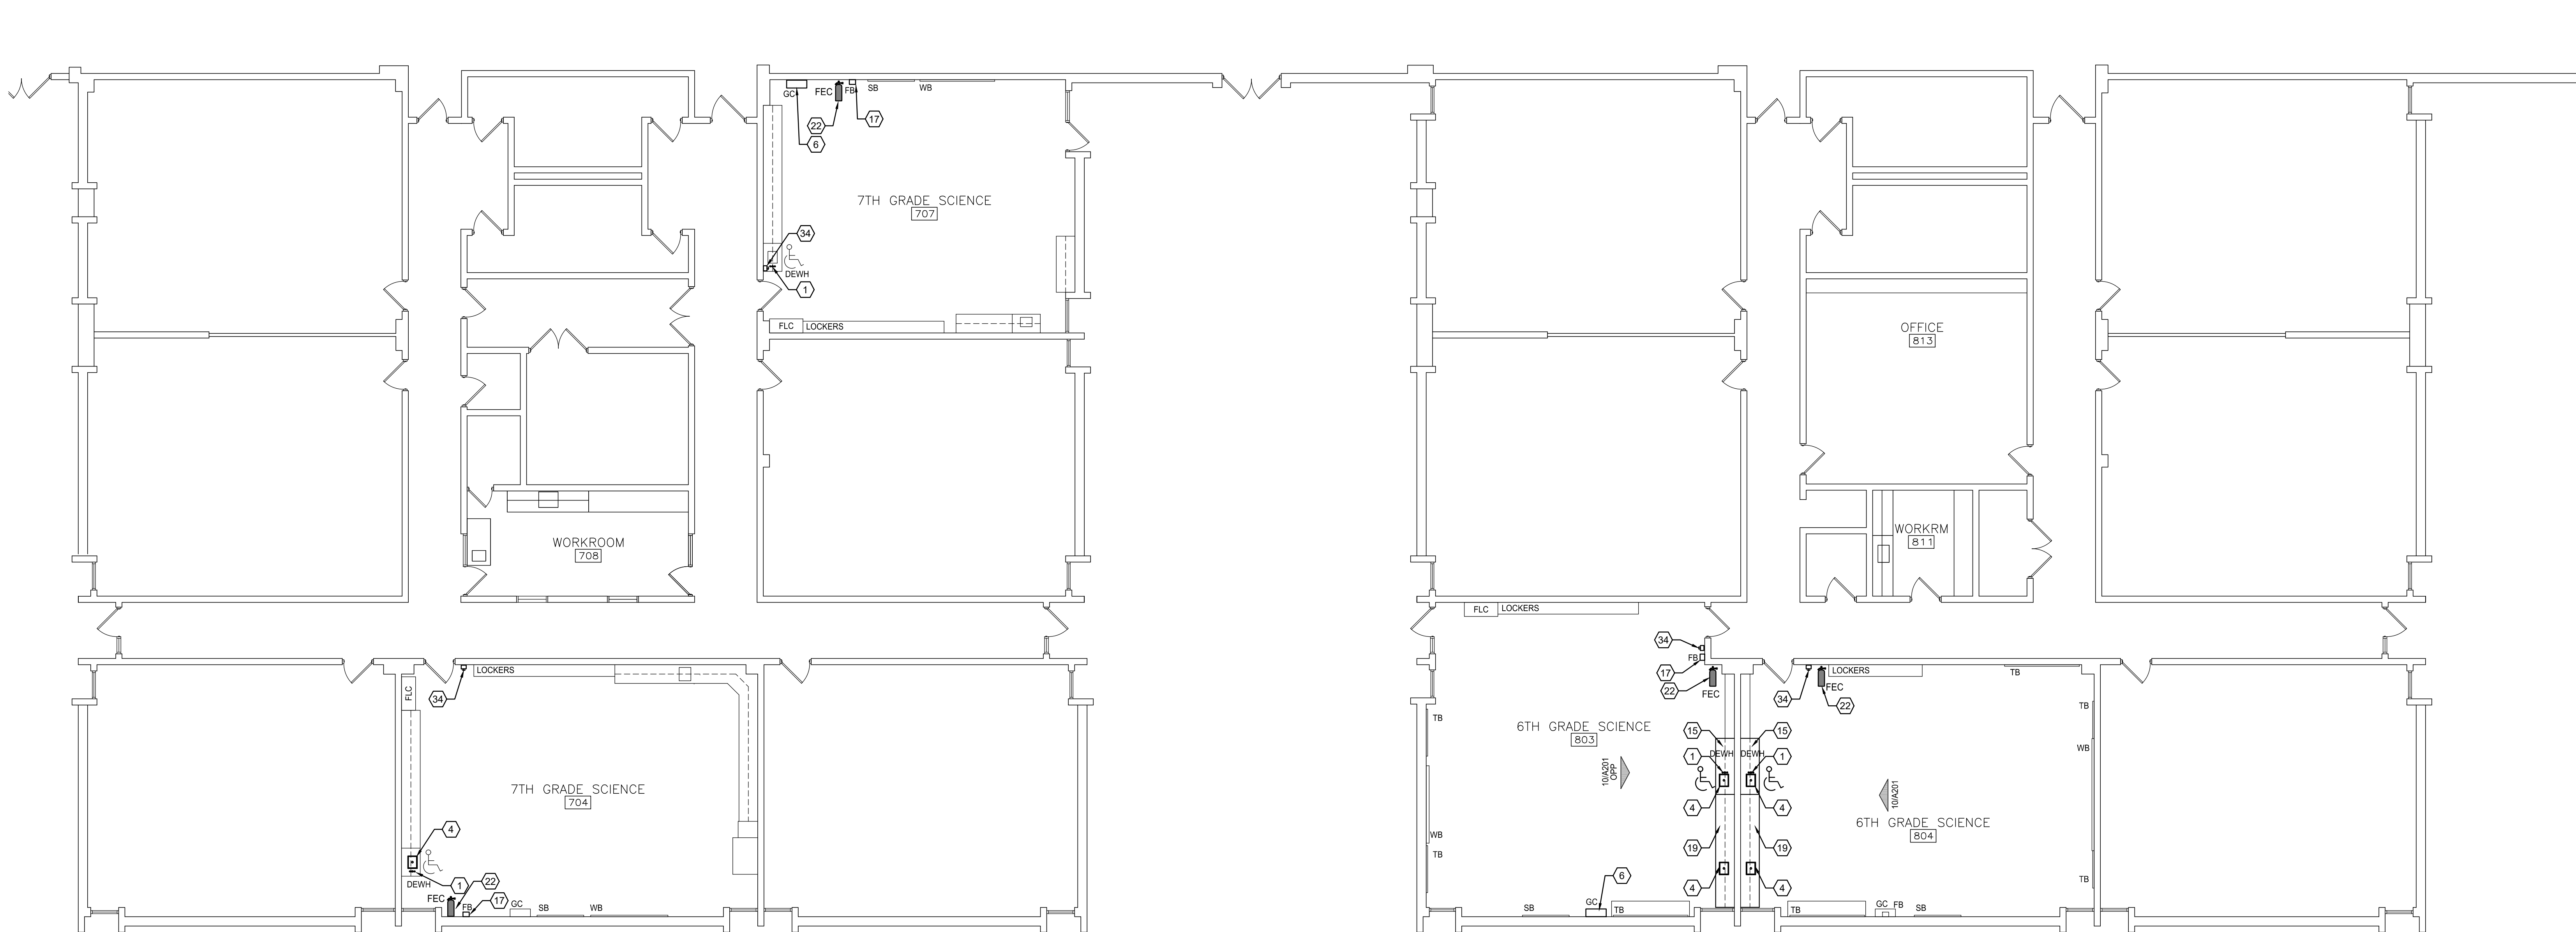 GC
FEC
FB
SB
WB
22
17
6
7TH GRADE SCIENCE
707
34
DEWH
1
FLC
LOCKERS
WORKROOM
708
OFFICE
813
WORKRM
811
FLC
LOCKERS
34
FB
17
22
FEC
LOCKERS
FLC
34
7TH GRADE SCIENCE
704
4
DEWH
1
22
FEC
FB
17
GC
SB
WB
6TH GRADE SCIENCE
803
10/A201
OPP
TB
WB
TB
15
DEWH
1
4
19
4
6
GC
SB
TB
34
LOCKERS
FEC
22
TB
TB
WB
TB
15
DEWH
1
4
19
4
10/A201
6TH GRADE SCIENCE
804
TB
GC
FB
SB